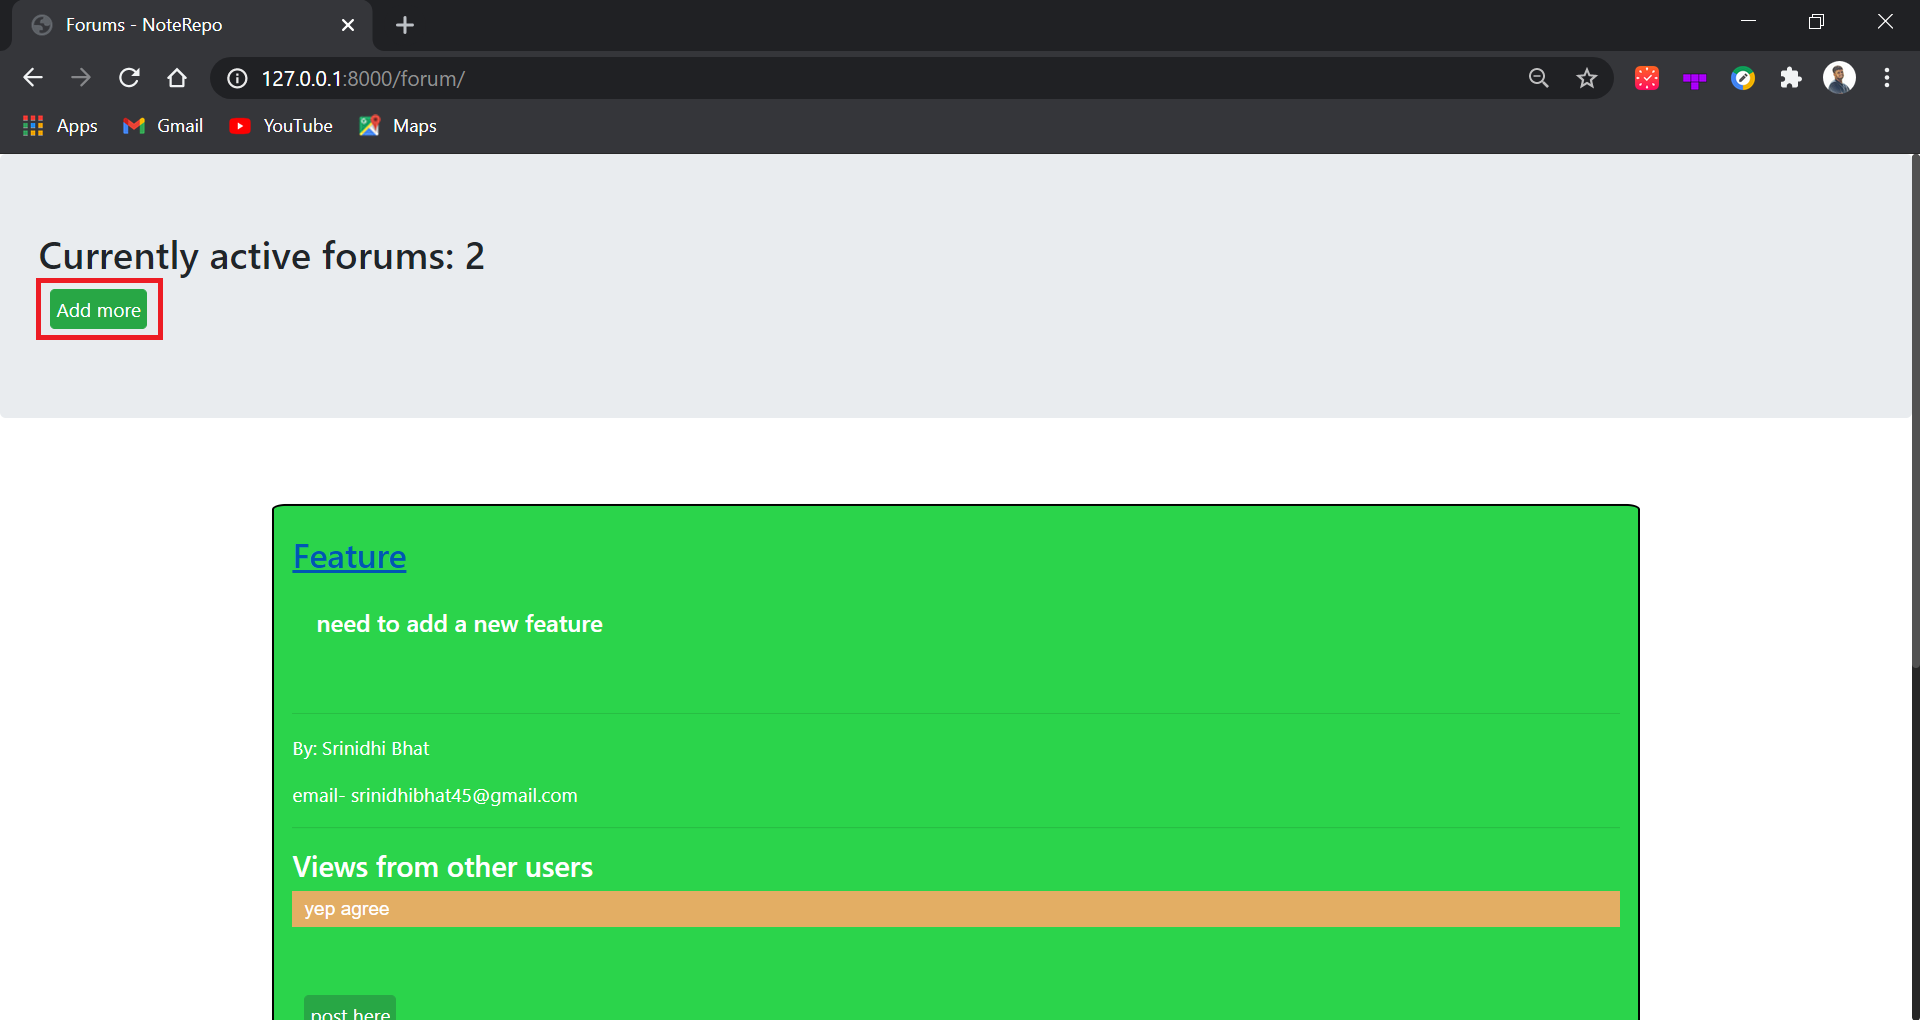 Forums - NoteRepo
127.0.0.1:8000/forum/
Apps Gmail YouTube Maps
Currently active forums: 2
Add more
Feature
need to add a new feature
By: Srinidhi Bhat
email- srinidhibhat45@gmail.com
Views from other users
yep agree
post here